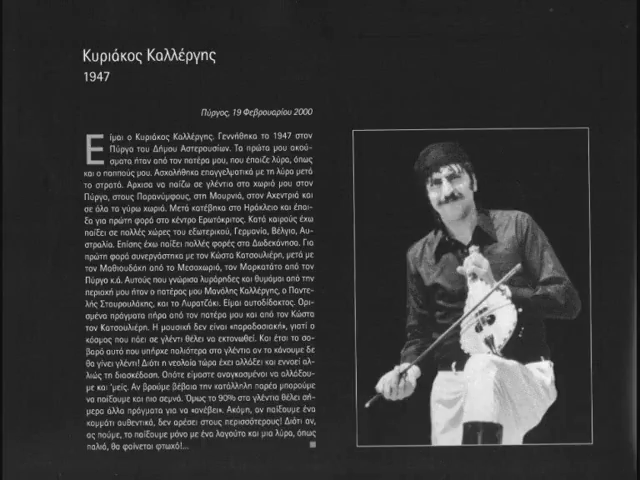 Κυριάκος Καλλέργης
1947
Πύργος, 19 Φεβρουαρίου 2000
Είμαι ο Κυριάκος Καλλέργης. Γεννήθηκα το 1947 στον
Πύργο του Δήμου Αστερουσίων. Τα πρώτα μου ακού-
σματα ήταν από τον πατέρα μου, που έπαιζε λύρα, όπως
και ο παππούς μου. Ασχολήθηκα επαγγελματικά με τη λύρα μετά
το στρατό. Άρχισα να παίζω σε γλέντια στο χωριό μου στον
Πύργο, στους Παρανύμφους, στη Μουρνιά, στον Αχεντριά και
σε όλα τα γύρω χωριά. Μετά κατέβηκα στο Ηράκλειο και έπαι-
ξα για πρώτη φορά στο κέντρο Ερωτόκριτος. Κατά καιρούς έχω
παίξει σε πολλές χώρες του εξωτερικού, Γερμανία, Βέλγιο, Αυ-
στραλία. Επίσης έχω παίξει πολλές φορές στα Δωδεκάνησα. Για
πρώτη φορά συνεργάστηκα με τον Κώστα Κατσουλιέρη, μετά με
τον Μαθιουδάκη από το Μεσοχωριό, τον Μαρκατάτο από τον
Πύργο κ.ά. Αυτούς που γνώρισα λυράρηδες και θυμάμαι από την
περιοχή μου ήταν ο πατέρας μου Μανόλης Καλλέργης, ο Παντε-
λής Σταυρουλάκης, και το Λυρατζάκι. Είμαι αυτοδίδακτος. Ορι-
σμένα πράγματα πήρα από τον πατέρα μου και από τον Κώστα
τον Κατσουλιέρη. Η μουσική δεν είναι «παραδοσιακή», γιατί ο
κόσμος που πάει σε γλέντι θέλει να εκτονωθεί. Και έτσι το σο-
βαρό αυτό που υπήρχε παλιότερα στα γλέντια αν το κάνουμε δε
θα γίνει γλέντι! Διότι η νεολαία τώρα έχει αλλάξει και εννοεί αλ-
λιώς τη διασκέδαση. Οπότε είμαστε αναγκασμένοι να αλλάξου-
με και 'μείς. Αν βρούμε βέβαια την κατάλληλη παρέα μπορούμε
να παίξουμε και πιο σεμνά. Όμως το 90% στα γλέντια θέλει σή-
μερα άλλα πράγματα για να «ανέβει». Ακόμη, αν παίξουμε ένα
κομμάτι αυθεντικά, δεν αρέσει στους περισσότερους! Διότι αν,
ας πούμε, το παίξουμε μόνο με ένα λαγούτο και μια λύρα, όπως
παλιά, θα φαίνεται φτωχό!...